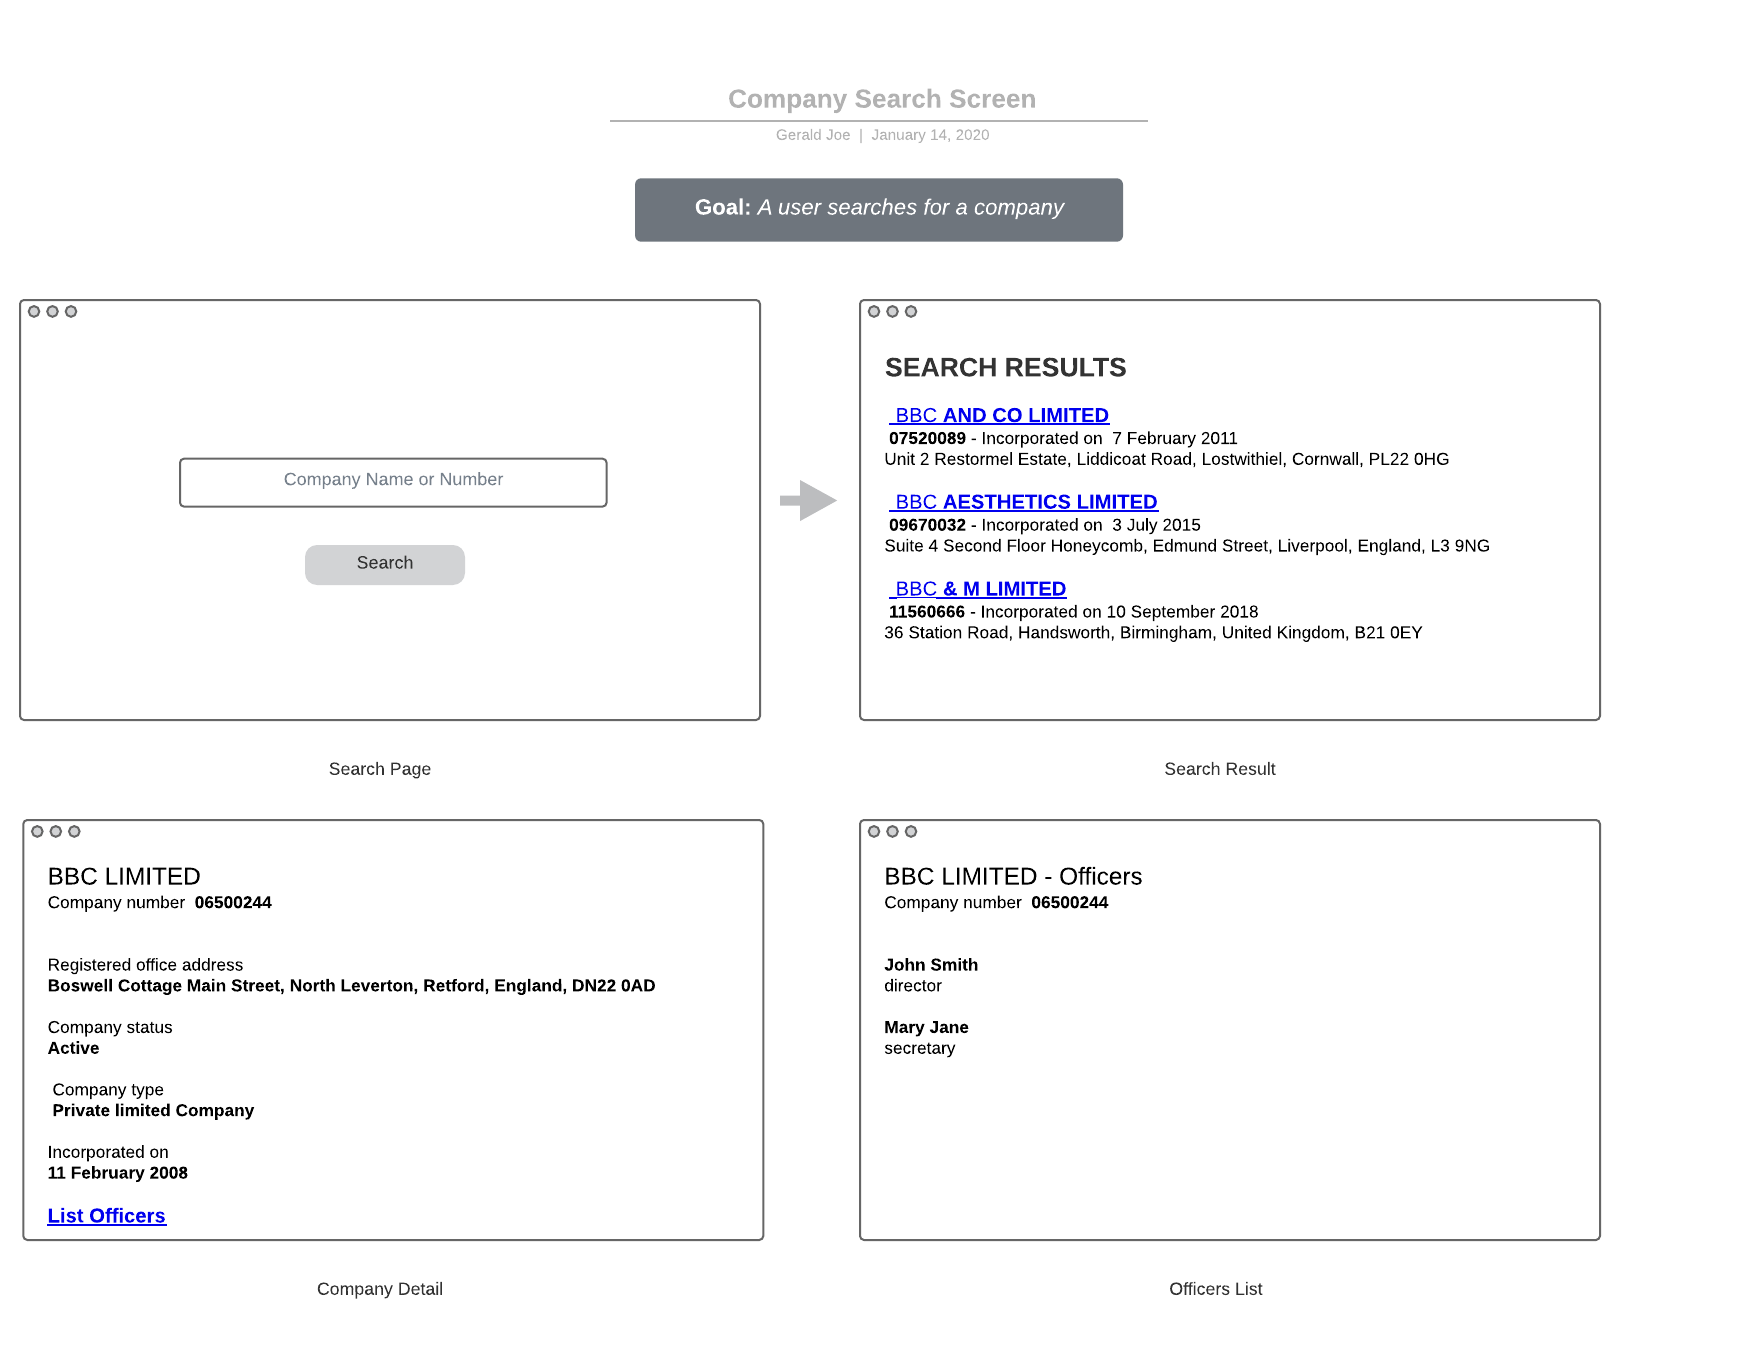 Company Search Screen
Gerald Joe | January 14, 2020
Goal: A user searches for a company
Company Name or Number
Search
Search Page
SEARCH RESULTS
BBC AND CO LIMITED
07520089 - Incorporated on 7 February 2011
Unit 2 Restormel Estate, Liddicoat Road, Lostwithiel, Cornwall, PL22 0HG
BBC AESTHETICS LIMITED
09670032 - Incorporated on 3 July 2015
Suite 4 Second Floor Honeycomb, Edmund Street, Liverpool, England, L3 9NG
BBC & M LIMITED
11560666 - Incorporated on 10 September 2018
36 Station Road, Handsworth, Birmingham, United Kingdom, B21 0EY
Search Result
BBC LIMITED
Company number 06500244
Registered office address
Boswell Cottage Main Street, North Leverton, Retford, England, DN22 0AD
Company status
Active
Company type
Private limited Company
Incorporated on
11 February 2008
List Officers
Company Detail
BBC LIMITED - Officers
Company number 06500244
John Smith
director
Mary Jane
secretary
Officers List